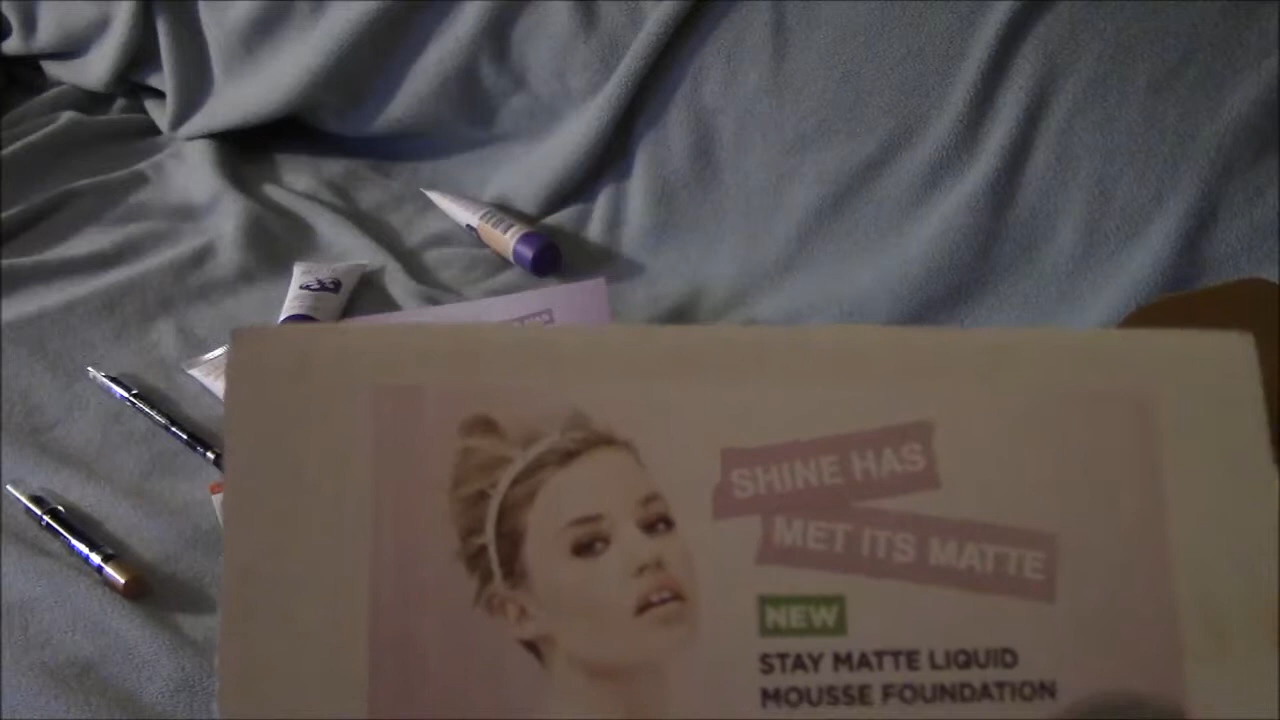 SHINE HAS
MET ITS MATTE
NEW
STAY MATTE LIQUID
MOUSSE FOUNDATION